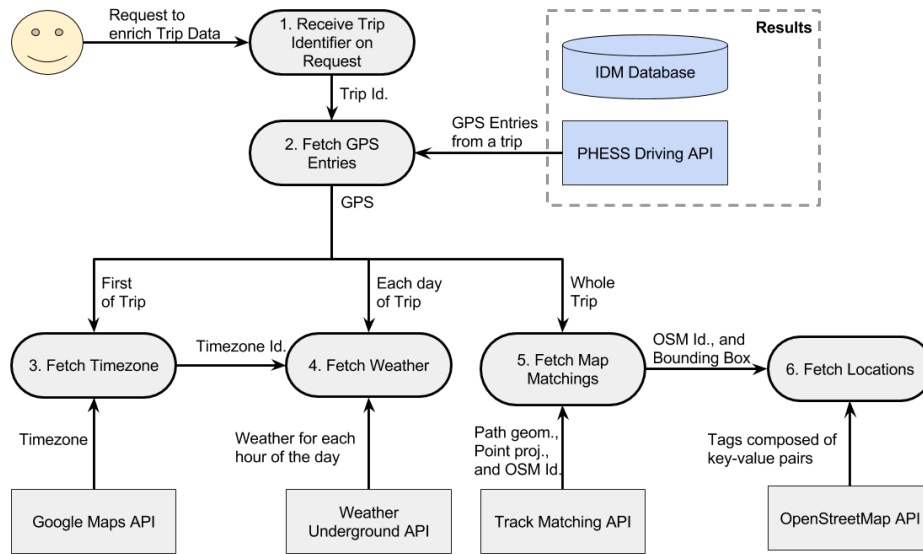 Request to
enrich Trip Data
1. Receive Trip
Identifier on
Request
Results
IDM Database
Trip Id.
2. Fetch GPS
Entries
GPS Entries
from a trip
PHESS Driving API
GPS
First
of Trip
Each day
of Trip
Whole
Trip
3. Fetch Timezone
Timezone Id.
4. Fetch Weather
5. Fetch Map
Matchings
OSM Id., and
Bounding Box
6. Fetch Locations
Timezone
Weather for each
hour of the day
Path geom.,
Point proj.,
and OSM Id.
Tags composed of
key-value pairs
Google Maps API
Weather
Underground API
Track Matching API
OpenStreetMap API